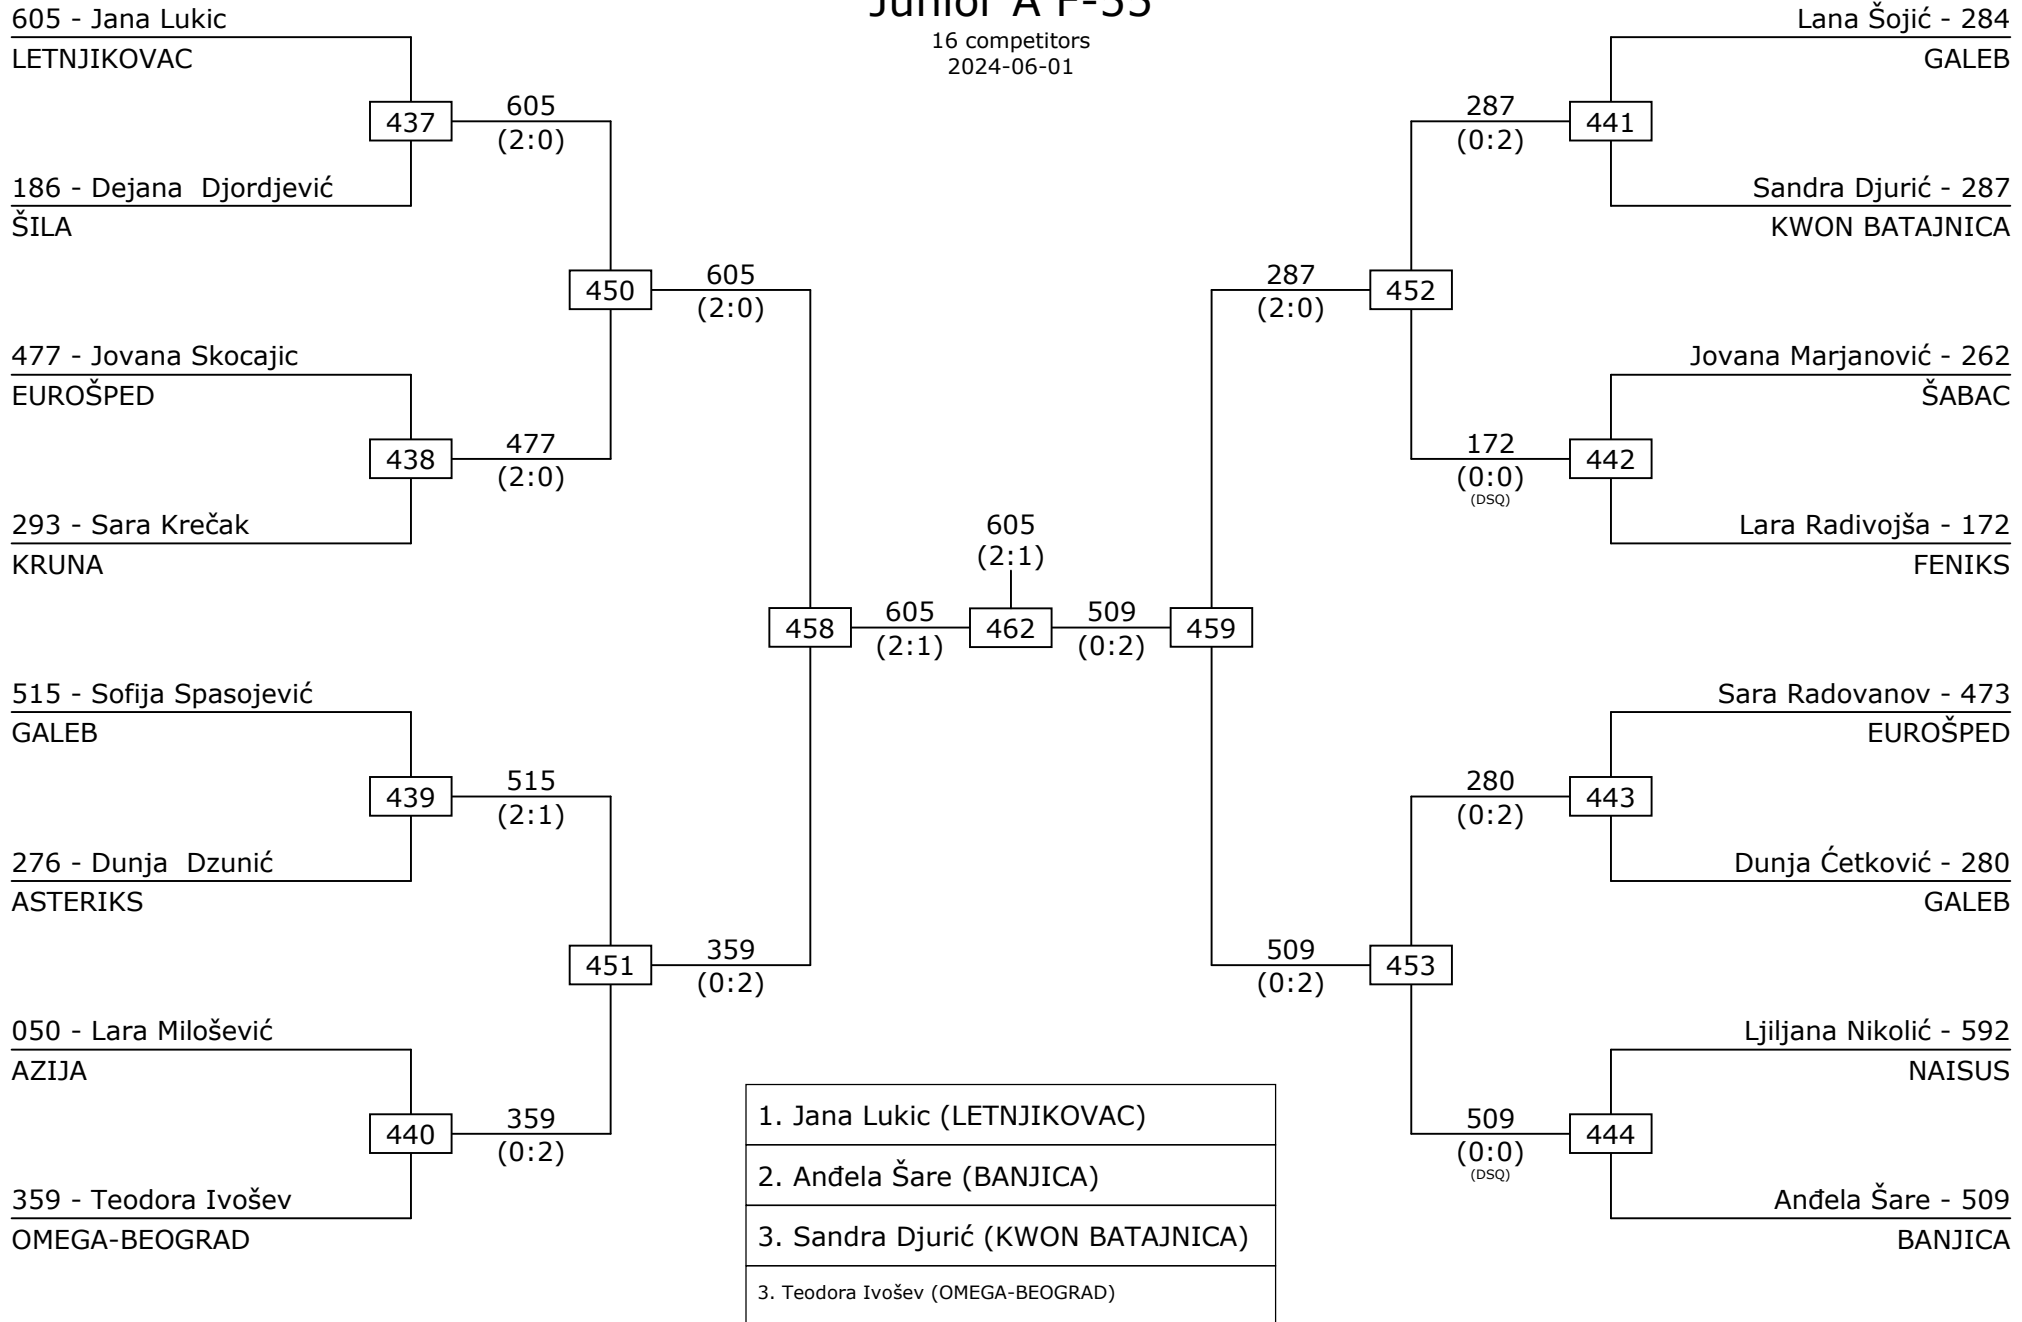 Junior A F-55
16 competitors
2024-06-01
605 - Jana Lukic
LETNJIKOVAC
437
605
(2:0)
186 - Dejana  Djordjević
ŠILA
450
605
(2:0)
477 - Jovana Skocajic
EUROŠPED
438
477
(2:0)
293 - Sara Krečak
KRUNA
458
605
(2:1)
515 - Sofija Spasojević
GALEB
439
515
(2:1)
276 - Dunja  Dzunić
ASTERIKS
451
359
(0:2)
050 - Lara Milošević
AZIJA
440
359
(0:2)
359 - Teodora Ivošev
OMEGA-BEOGRAD
605
(2:1)
462
509
(0:2)
459
Lana Šojić - 284
GALEB
287
(0:2)
441
Sandra Djurić - 287
KWON BATAJNICA
287
(2:0)
452
Jovana Marjanović - 262
ŠABAC
172
(0:0)
(DSQ)
442
Lara Radivojša - 172
FENIKS
Sara Radovanov - 473
EUROŠPED
280
(0:2)
443
Dunja Ćetković - 280
GALEB
509
(0:2)
453
Ljiljana Nikolić - 592
NAISUS
509
(0:0)
(DSQ)
444
Anđela Šare - 509
BANJICA
1. Jana Lukic (LETNJIKOVAC)
2. Anđela Šare (BANJICA)
3. Sandra Djurić (KWON BATAJNICA)
3. Teodora Ivošev (OMEGA-BEOGRAD)